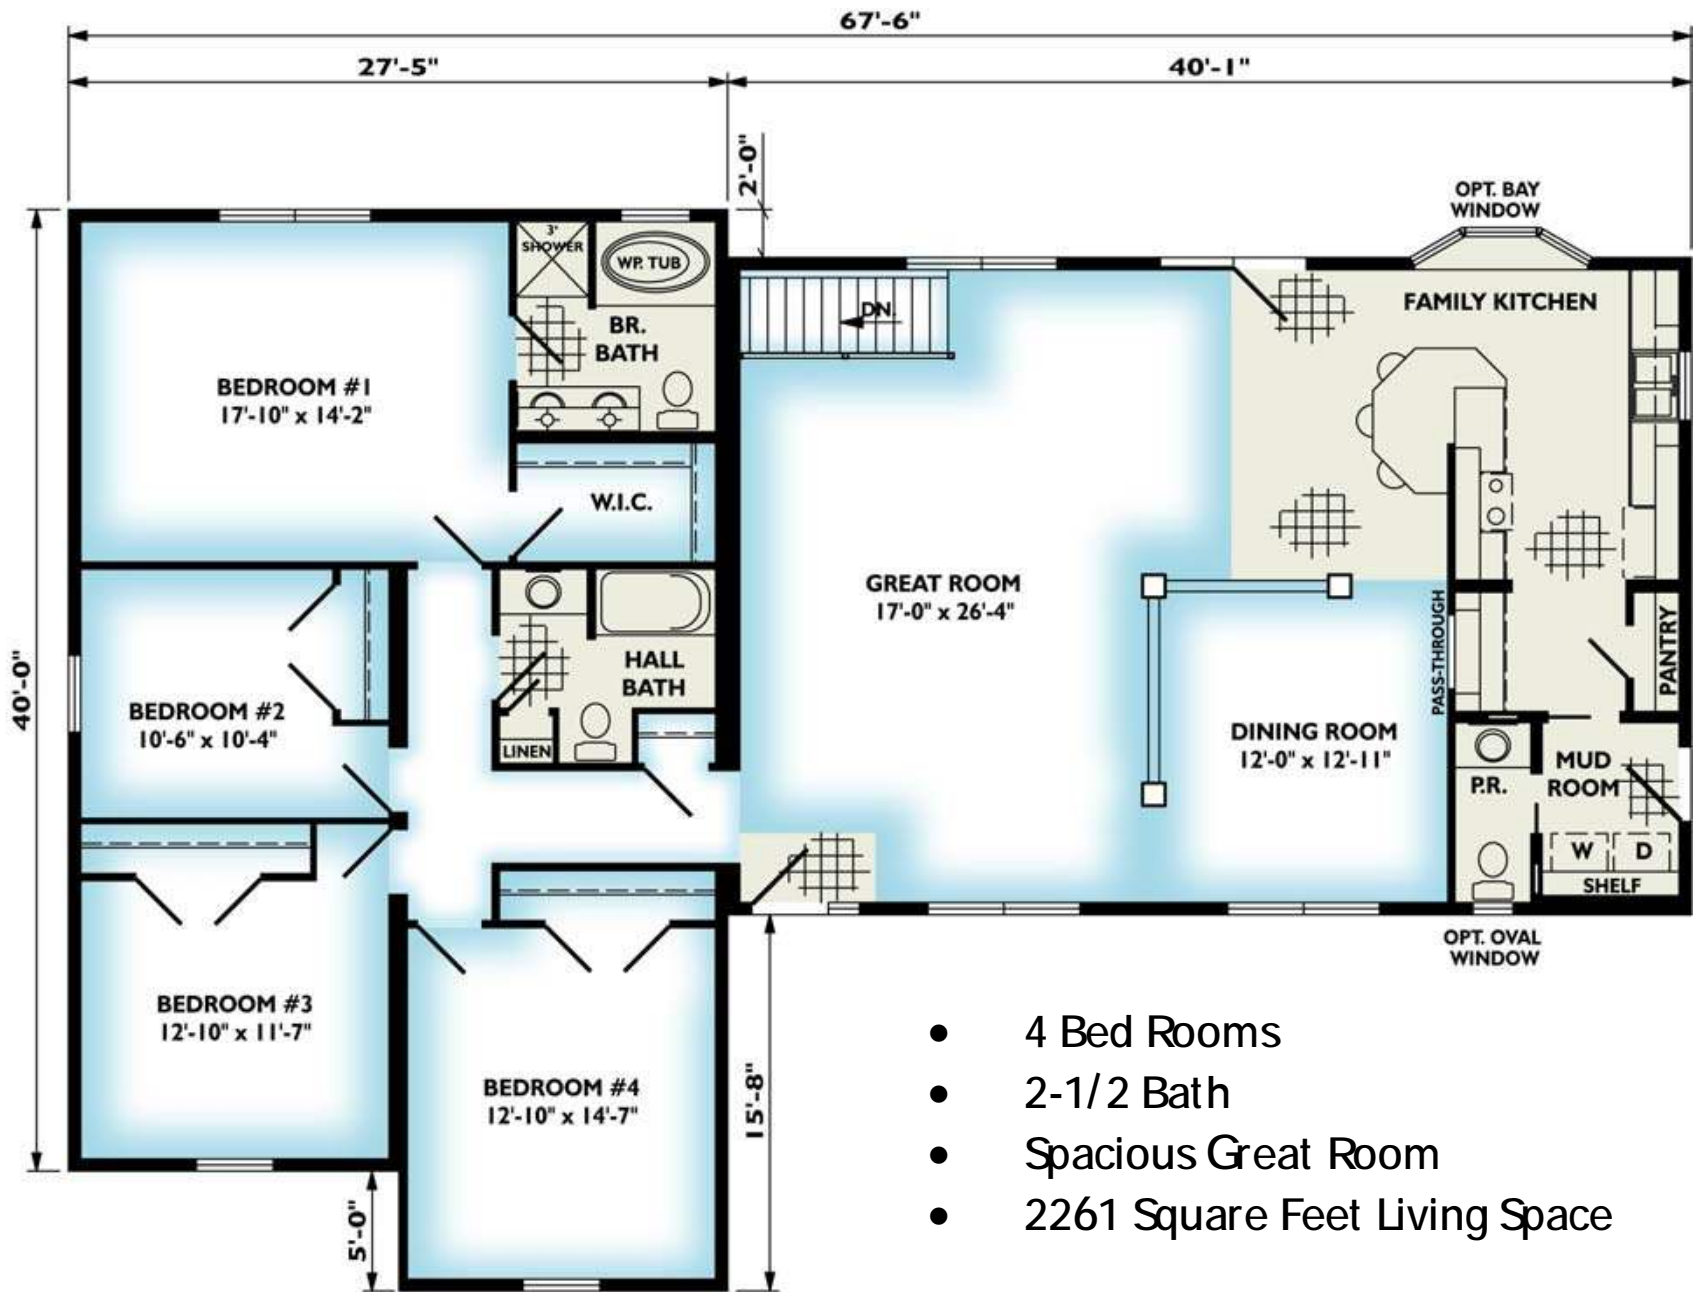 67'-6"
27'-5"
40'-1"
2'-0"
OPT. BAY
WINDOW
3'
SHOWER
WP. TUB
BR.
BATH
DN.
FAMILY KITCHEN
BEDROOM #1
17'-10" x 14'-2"
W.I.C.
GREAT ROOM
17'-0" x 26'-4"
40'-0"
HALL
BATH
LINEN
BEDROOM #2
10'-6" x 10'-4"
PASS-THROUGH
PANTRY
DINING ROOM
12'-0" x 12'-11"
MUD
ROOM
P.R.
W
D
SHELF
OPT. OVAL
WINDOW
BEDROOM #3
12'-10" x 11'-7"
BEDROOM #4
12'-10" x 14'-7"
15'-8"
5'-0"
• 4 Bed Rooms
• 2-1/2 Bath
• Spacious Great Room
• 2261 Square Feet Living Space